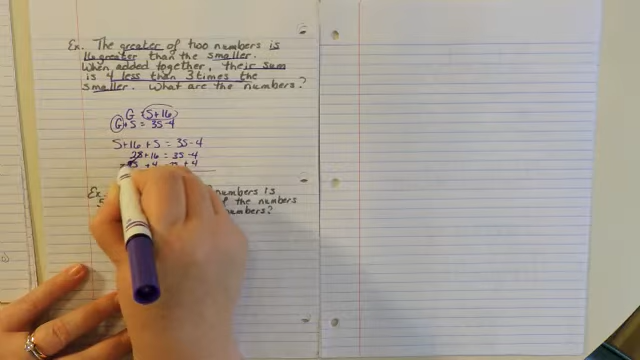 Ex. The greater of two numbers is
16 greater than the smaller.
When added together, their sum
is 4 less than 3 times the
smaller. What are the numbers?
G = S+16
G+S = 3S-4
S+16+S = 3S-4
2S+16 = 3S-4
+4
+4
Ex.
numbers is
of the numbers
numbers?